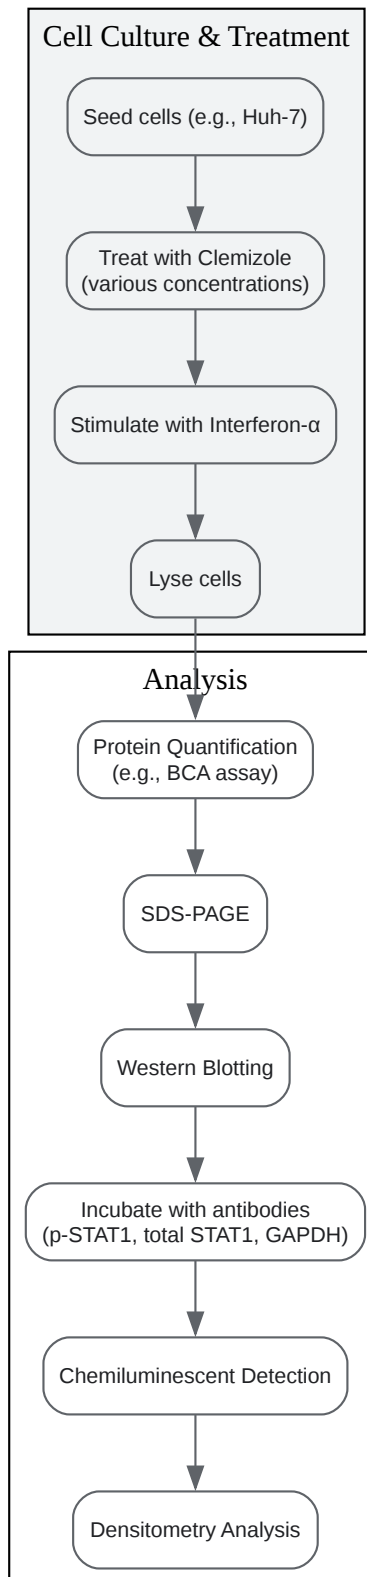 Cell Culture & Treatment
Seed cells (e.g., Huh-7)
Treat with Clemizole
(various concentrations)
Stimulate with Interferon-α
Lyse cells
Analysis
Protein Quantification
(e.g., BCA assay)
SDS-PAGE
Western Blotting
Incubate with antibodies
(p-STAT1, total STAT1, GAPDH)
Chemiluminescent Detection
Densitometry Analysis